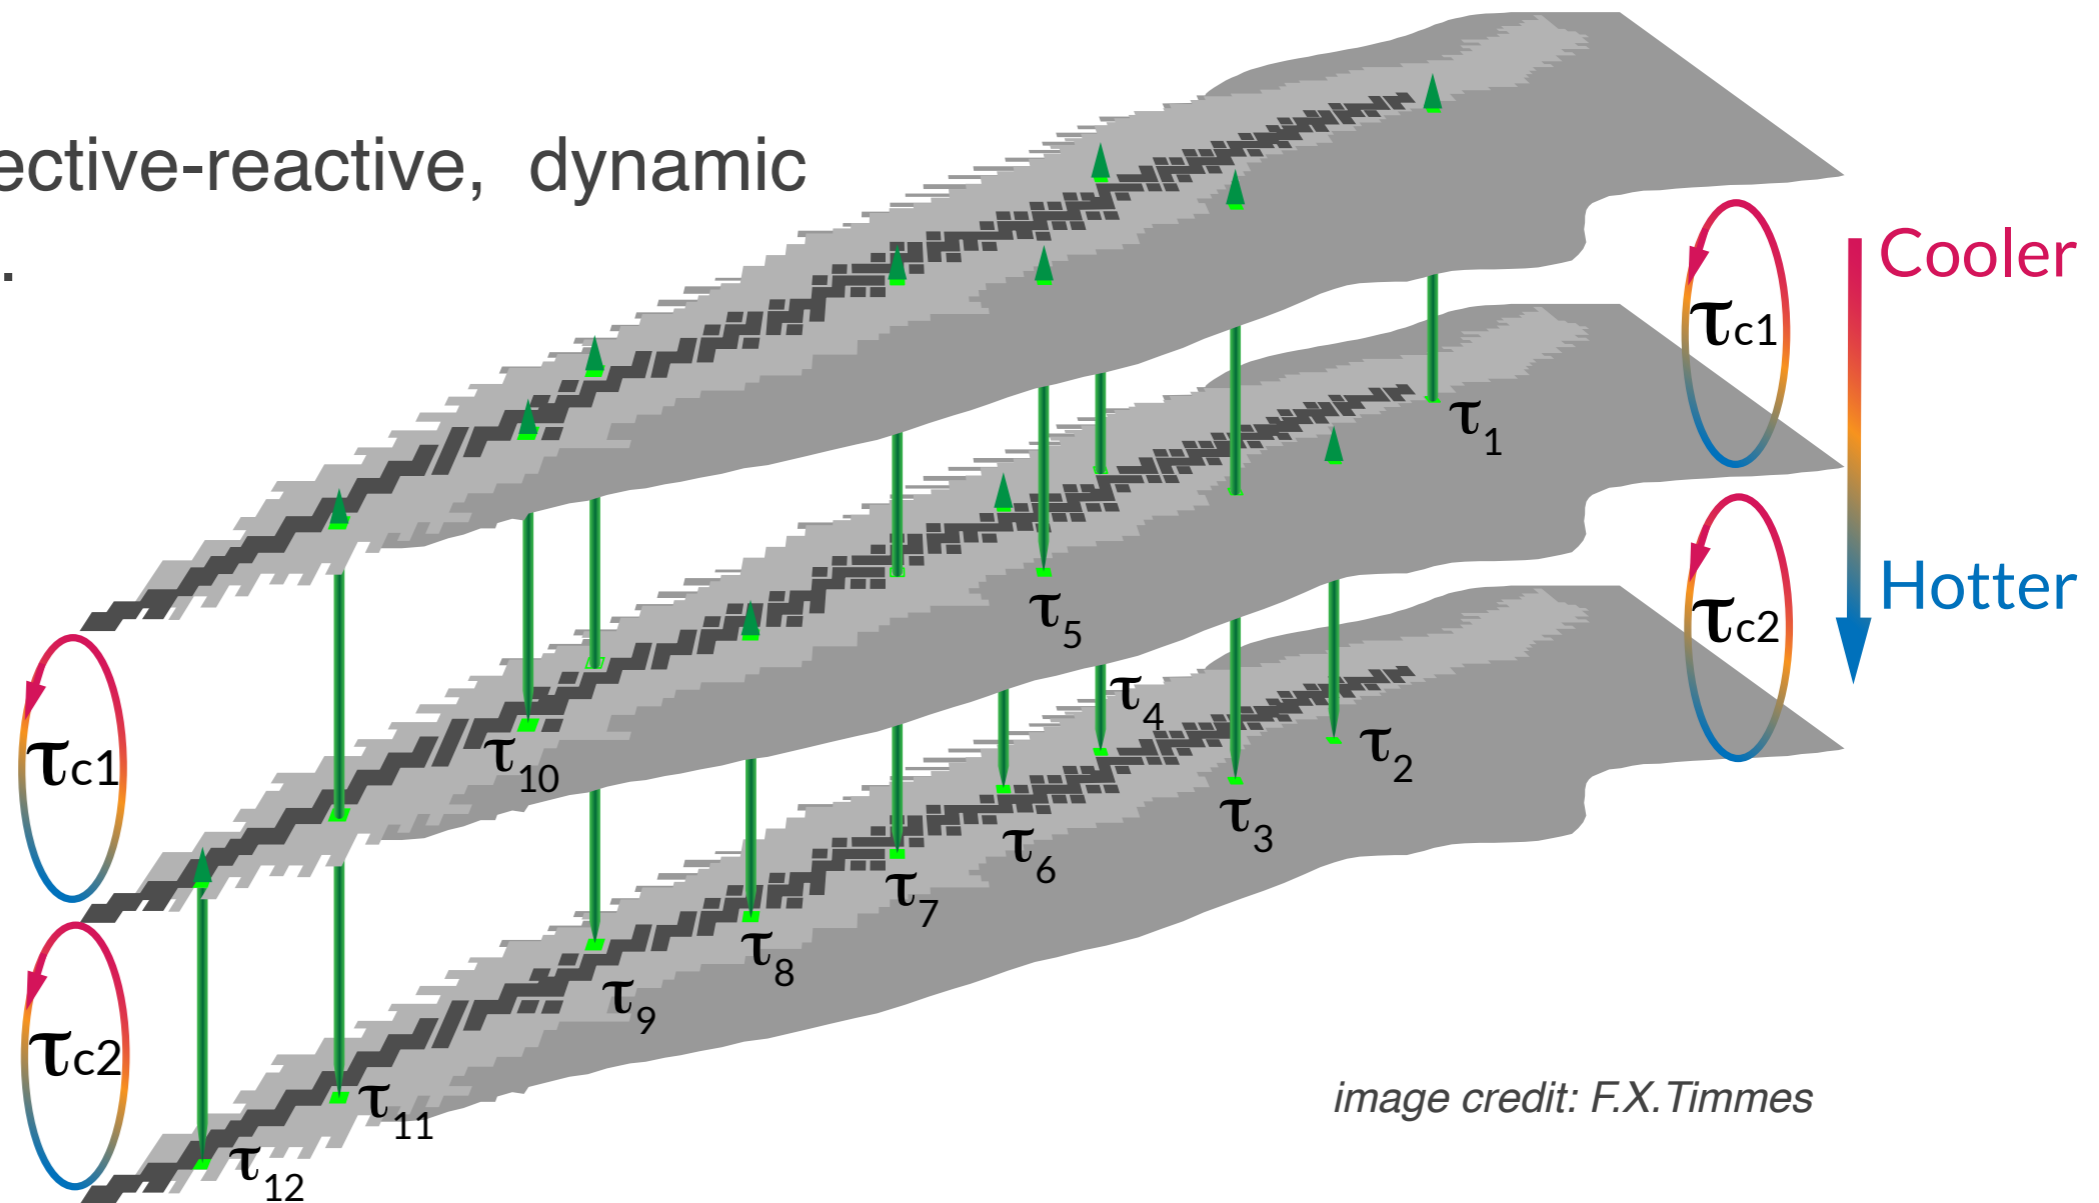 ective-reactive, dynamic
.
Cooler
τc1
τ1
Hotter
τ5
τc2
τ4
τ2
τc1
τ10
τ3
τ6
τ7
τ8
τ9
τc2
τ11
image credit: F.X.Timmes
τ12